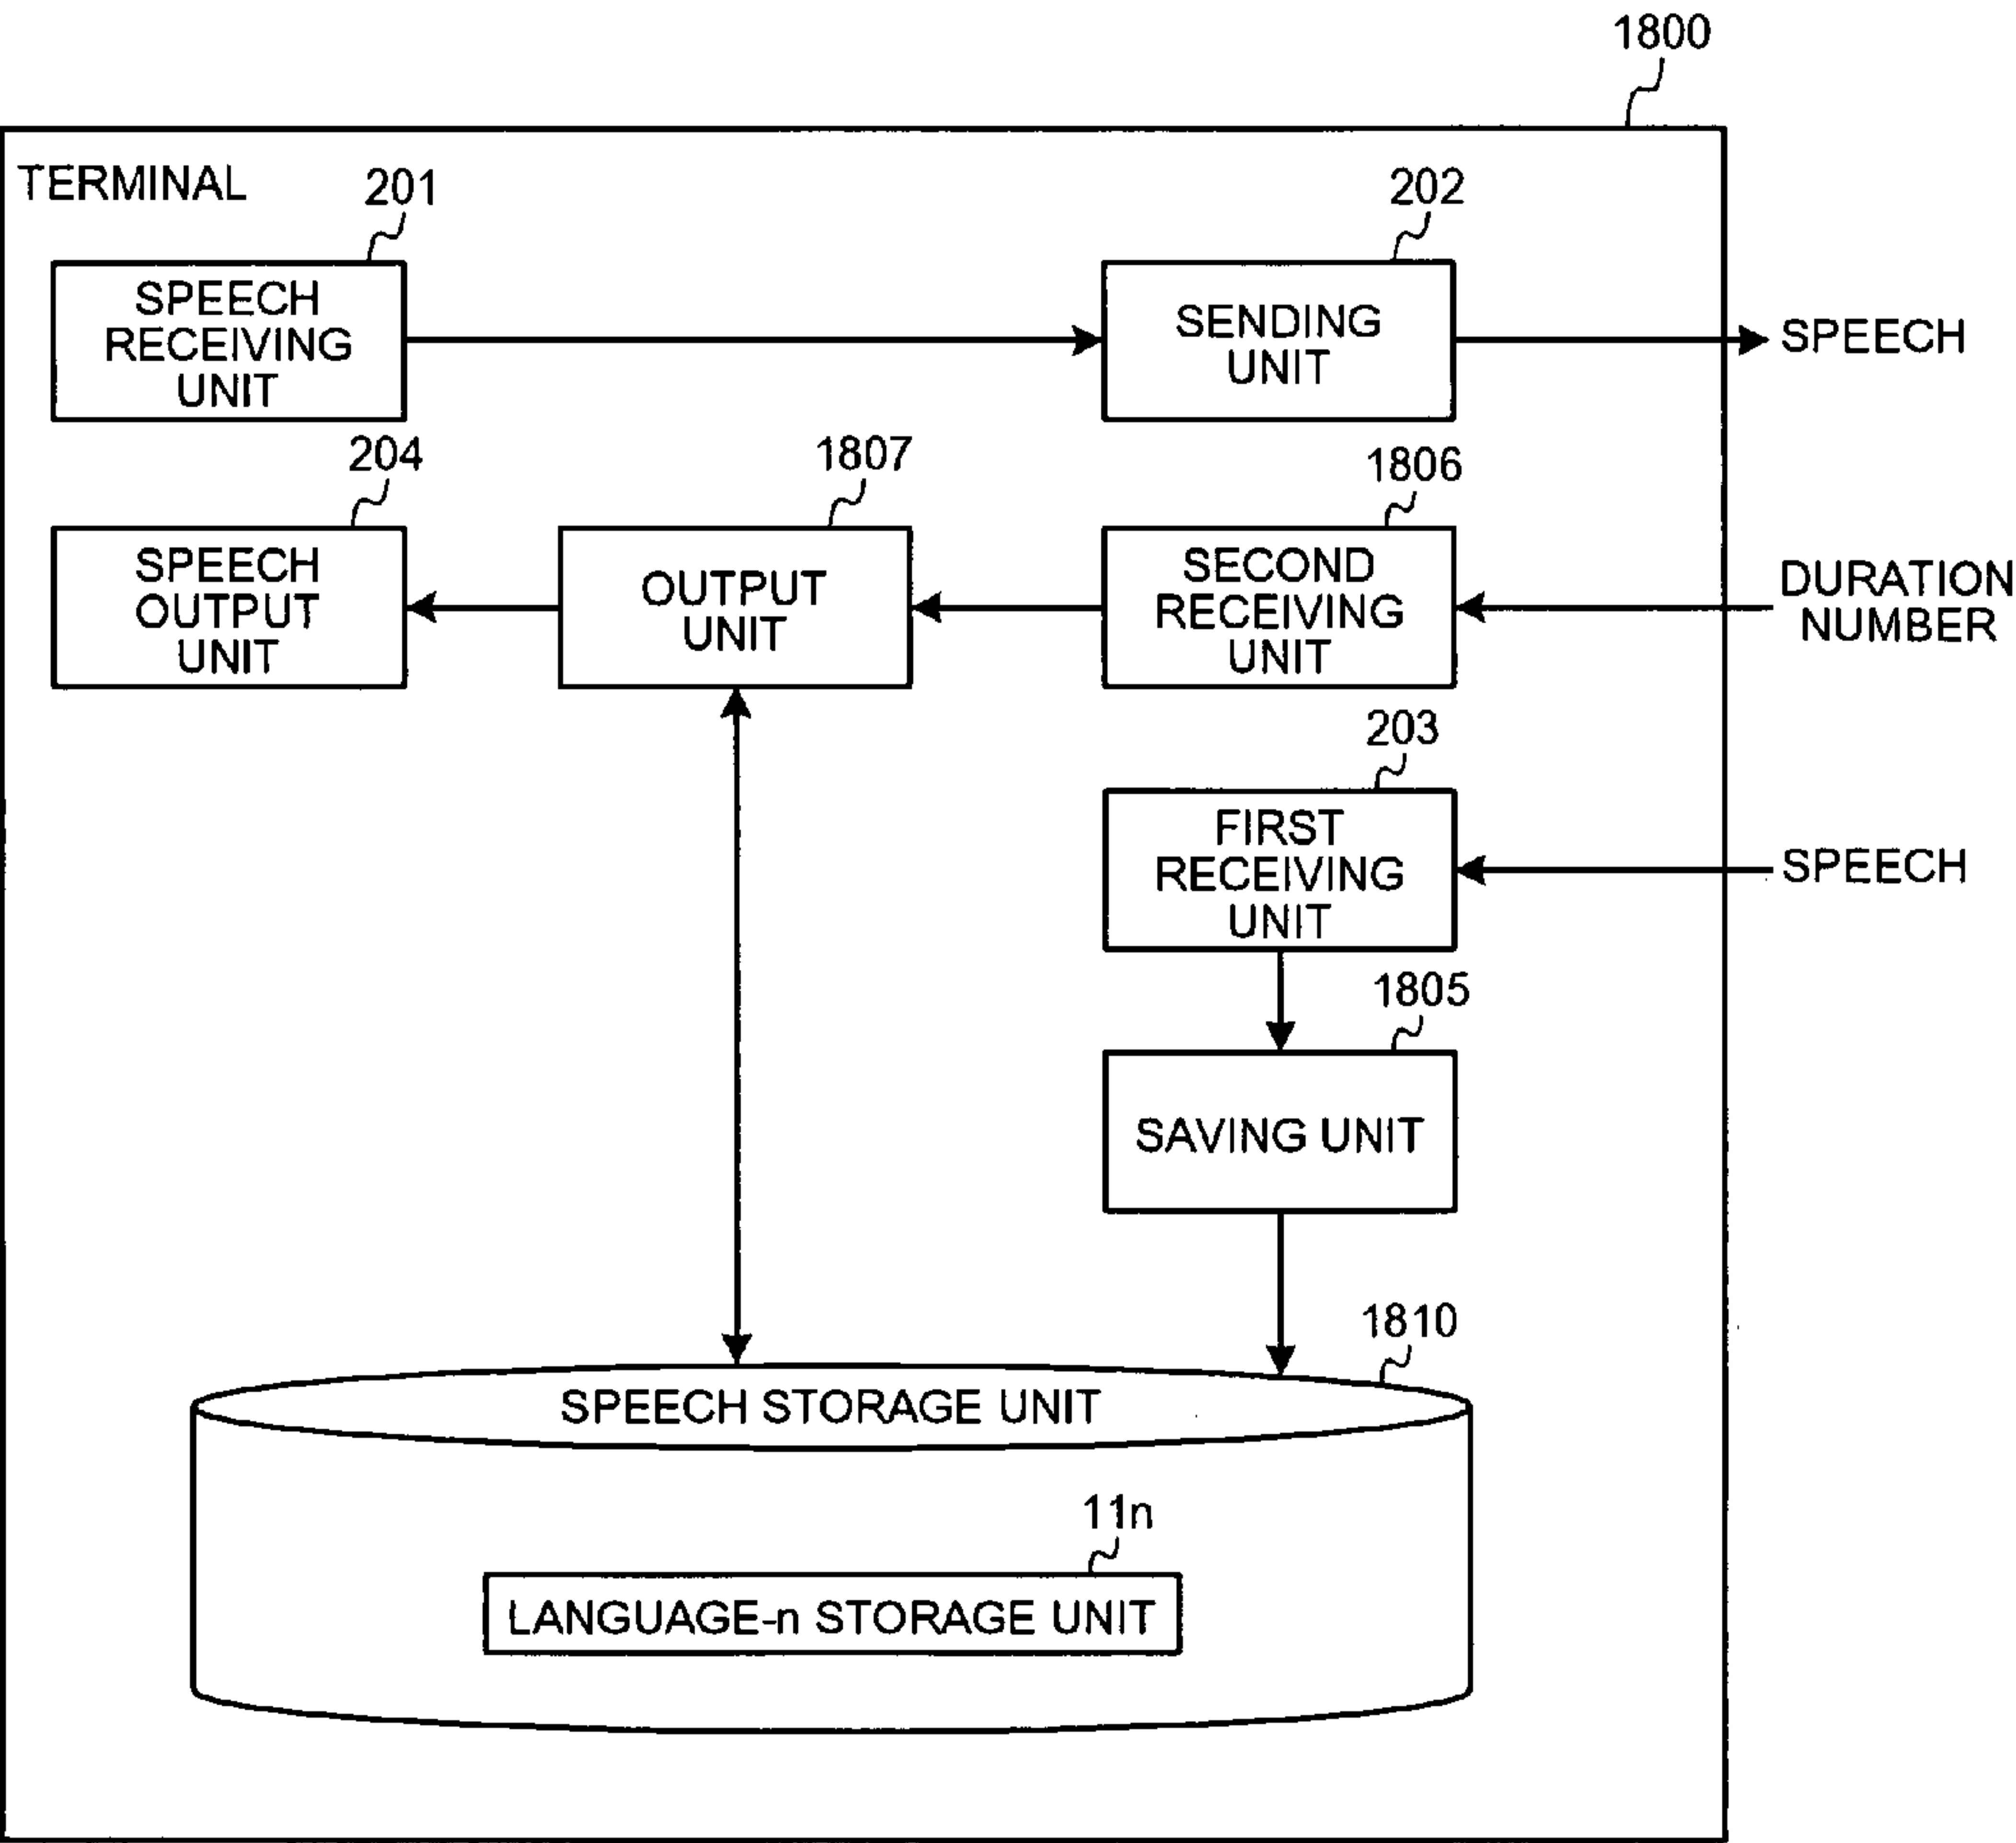 1800
TERMINAL
201
202
SPEECH
RECEIVING
UNIT
SENDING
UNIT
SPEECH
204
1807
1806
SPEECH
OUTPUT
UNIT
OUTPUT
UNIT
SECOND
RECEIVING
UNIT
DURATION
NUMBER
203
FIRST
RECEIVING
UNIT
SPEECH
1805
SAVING UNIT
1810
SPEECH STORAGE UNIT
11n
LANGUAGE-n STORAGE UNIT